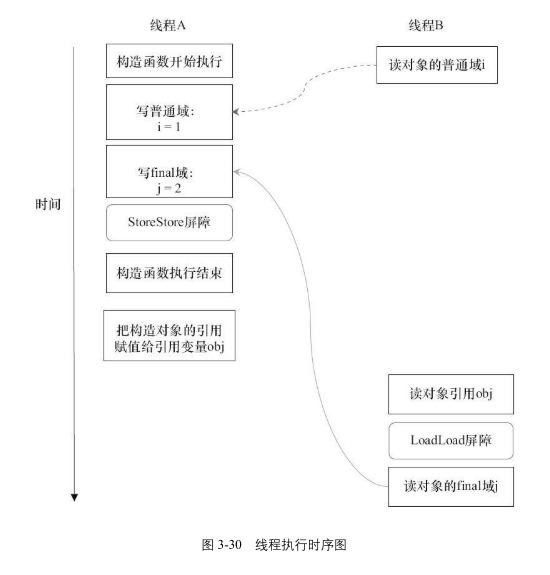 线程A
线程B
构造函数开始执行
读对象的普通域i
写普通域：
i = 1
写final域：
j = 2
时间
StoreStore屏障
构造函数执行结束
把构造对象的引用
赋值给引用变量obj
读对象引用obj
LoadLoad屏障
读对象的final域j
图 3-30 线程执行时序图